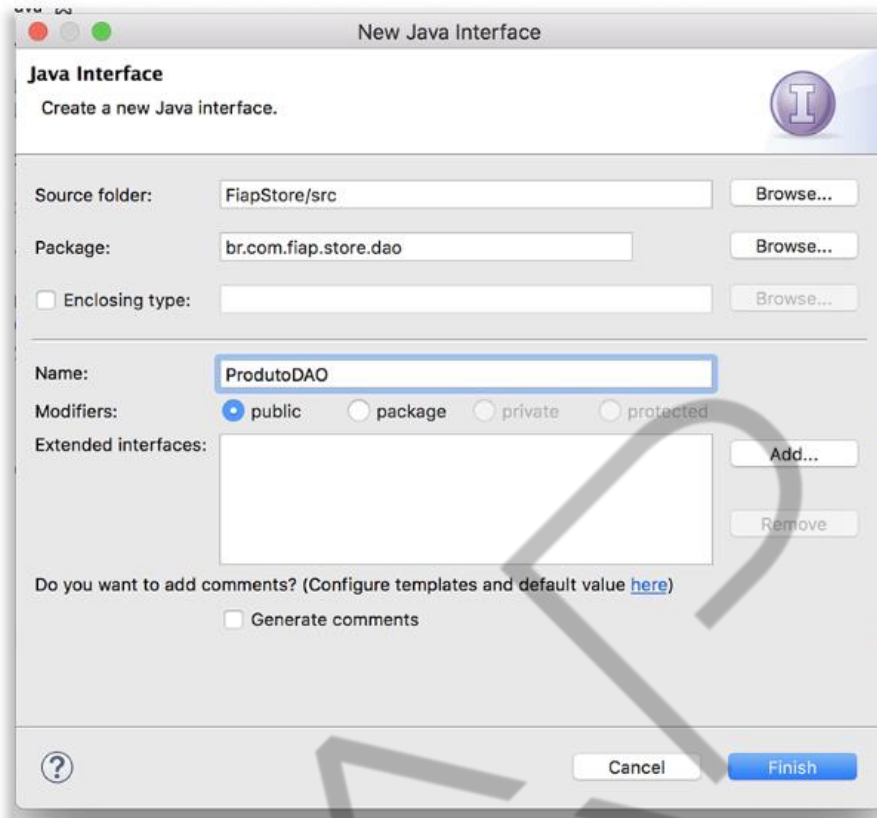 New Java Interface
Java Interface
Create a new Java interface.
I
Source folder: FiapStore/src Browse...
Package: br.com.fiap.store.dao Browse...
Enclosing type: Browse...
Name: ProdutoDAO
Modifiers: public package private protected
Extended interfaces: Add...
Remove
Do you want to add comments? (Configure templates and default value here)
Generate comments
? Cancel Finish